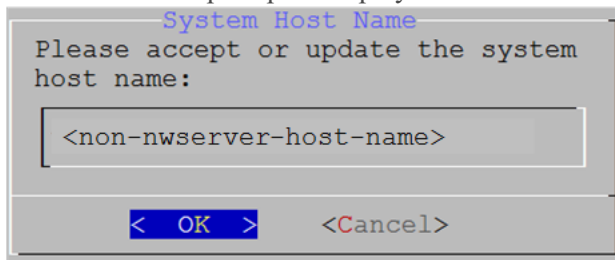 System Host Name
Please accept or update the system
host name:
<non-nwserver-host-name>
< OK > <Cancel>